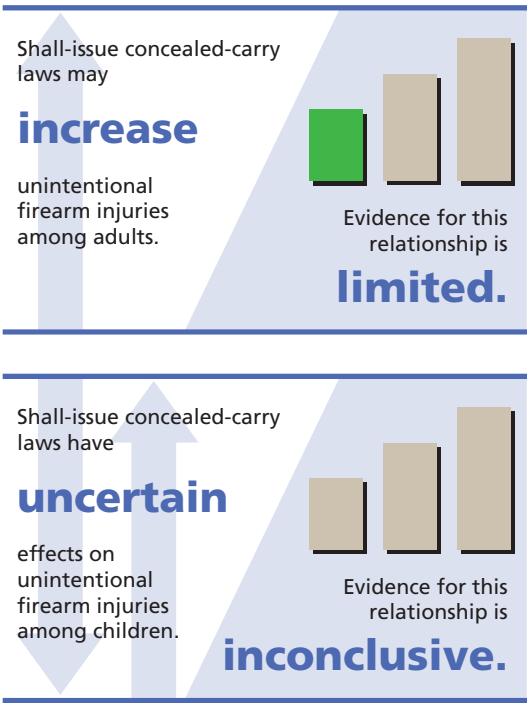 Shall-issue concealed-carry
laws may
increase
unintentional
firearm injuries
among adults.
Evidence for this
relationship is
limited.
Shall-issue concealed-carry
laws have
uncertain
effects on
unintentional
firearm injuries
among children.
Evidence for this
relationship is
inconclusive.